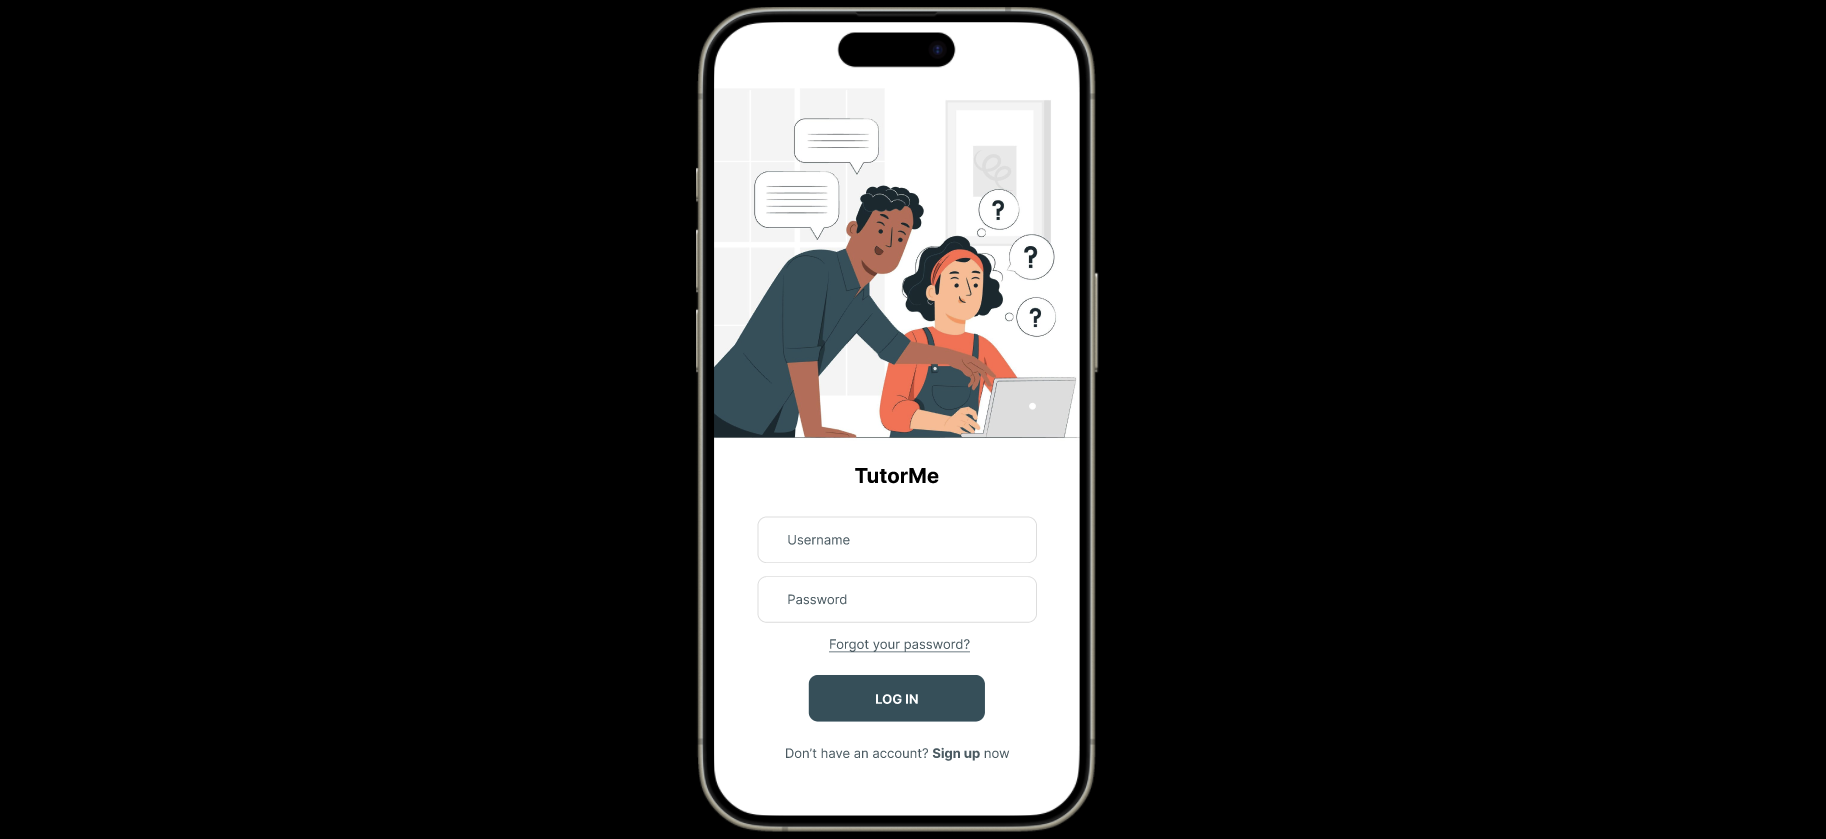 ?
?
?
TutorMe
Username
Password
Forgot your password?
LOG IN
Don't have an account? Sign up now